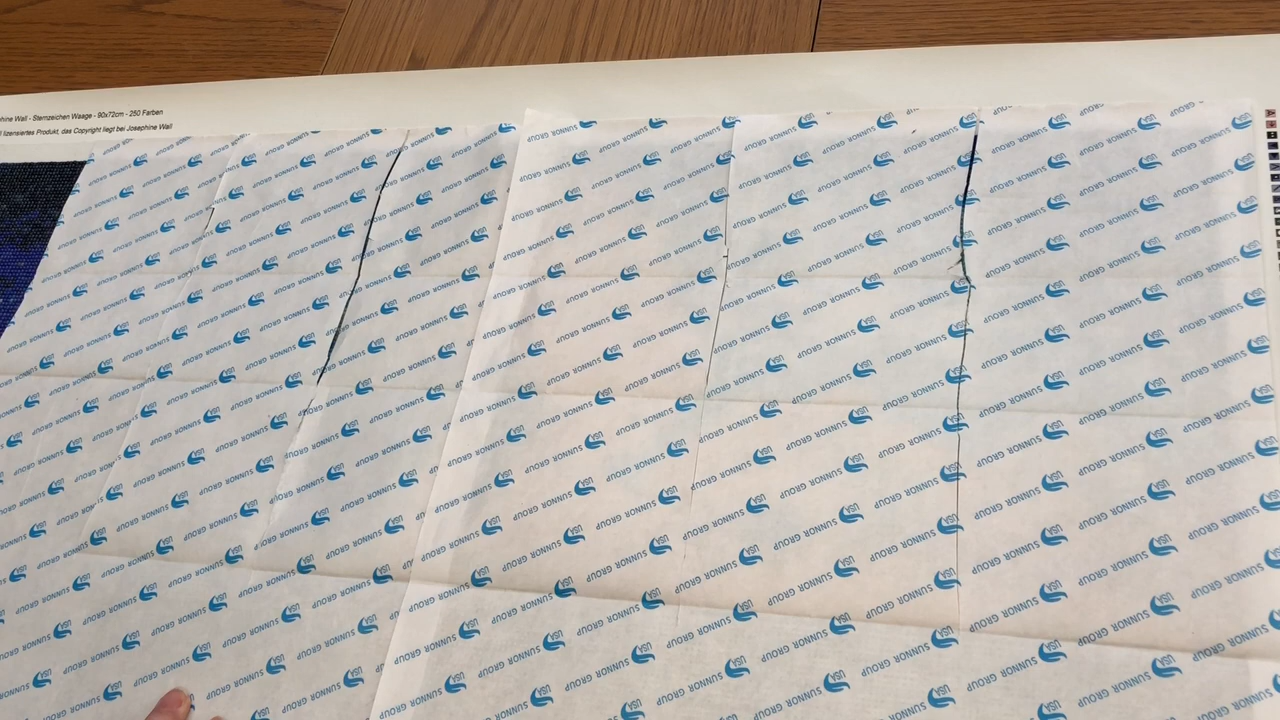 hine Wall - Sternzeichen Waage - 90x72cm - 250 Farben
l lizensiertes Produkt, das Copyright liegt bei Josephine Wall
SUNNOR GROUP USA